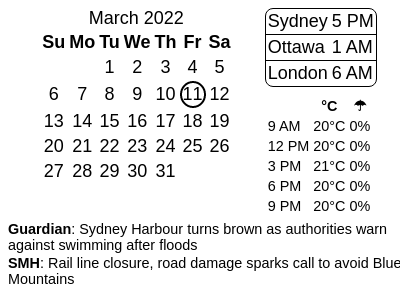 March 2022
Su Mo Tu We Th Fr Sa
1 2 3 4 5
6 7 8 9 10 11 12
13 14 15 16 17 18 19
20 21 22 23 24 25 26
27 28 29 30 31
Sydney 5 PM
Ottawa 1 AM
London 6 AM
°C ☂
9 AM 20°C 0%
12 PM 20°C 0%
3 PM 21°C 0%
6 PM 20°C 0%
9 PM 20°C 0%
Guardian: Sydney Harbour turns brown as authorities warn
against swimming after floods
SMH: Rail line closure, road damage sparks call to avoid Blue
Mountains